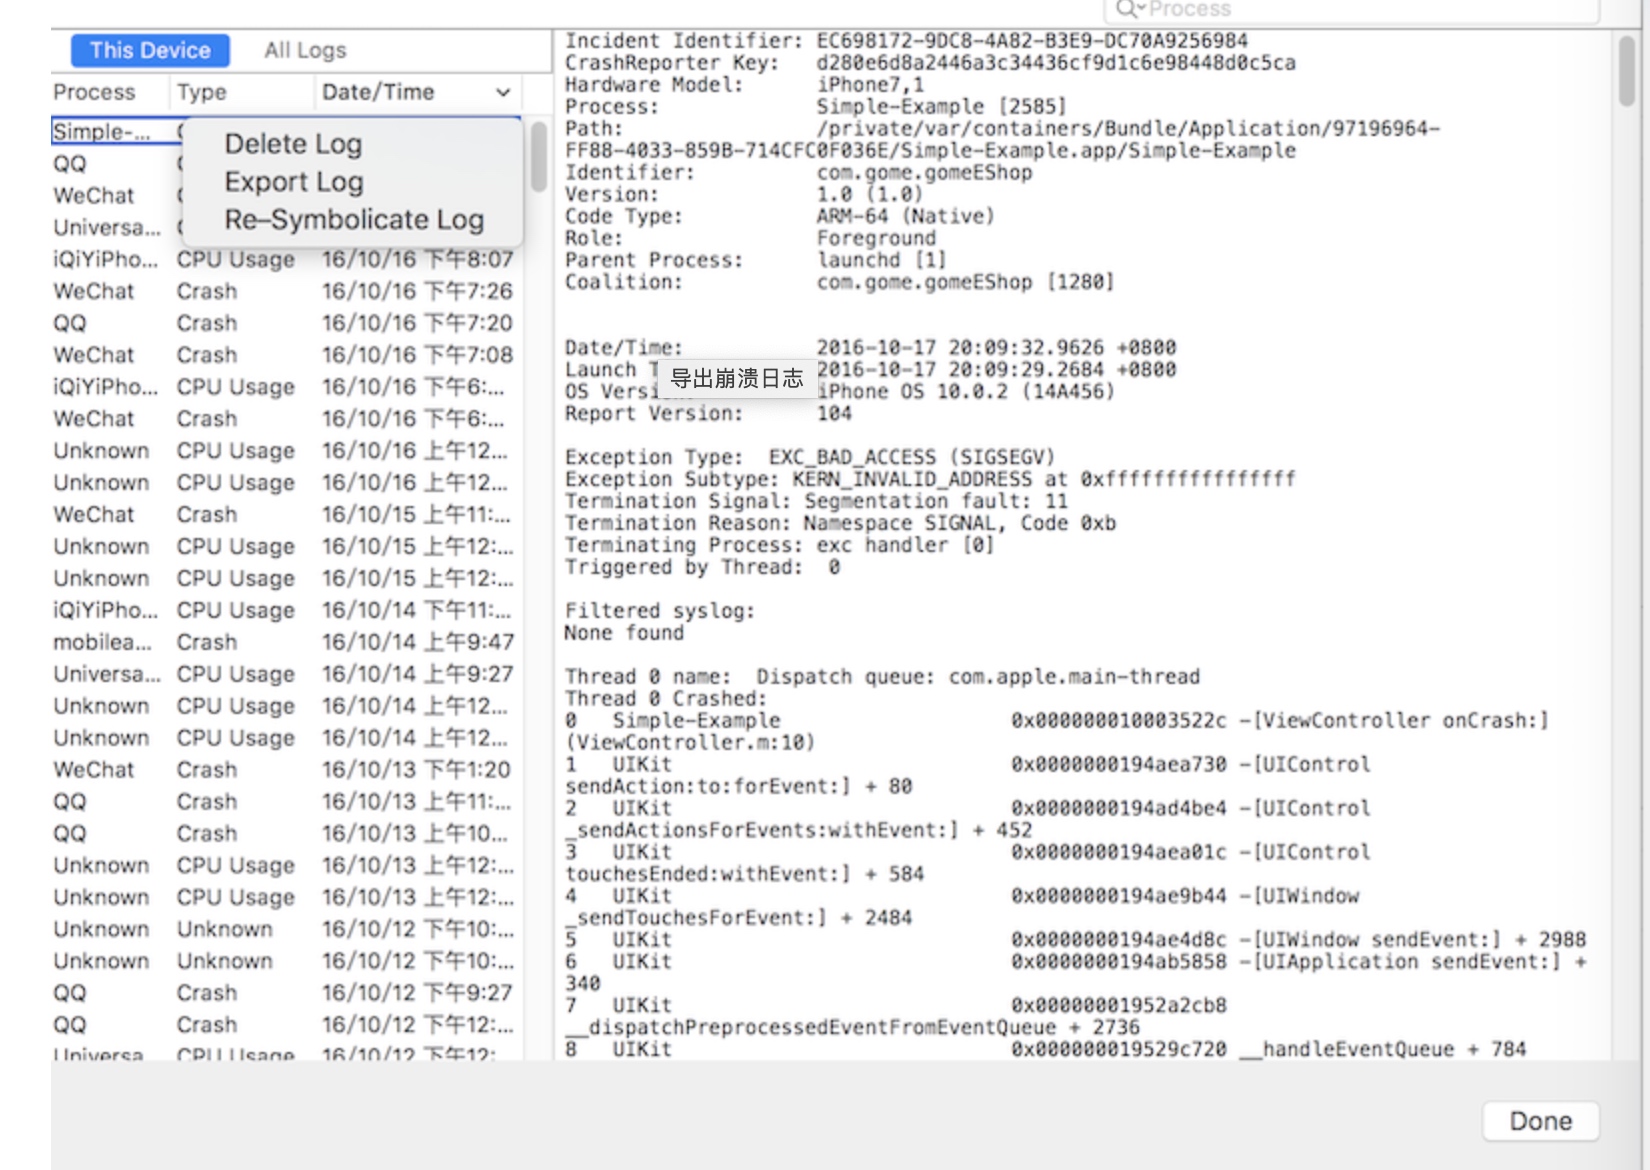 Process
This Device All Logs
Process Type Date/Time
Simple-...
QQ
WeChat
Universa...
Delete Log
Export Log
Re-Symbolicate Log
iQiYiPho... CPU Usage 16/10/16 下午8:07
WeChat Crash 16/10/16 下午7:26
QQ Crash 16/10/16 下午7:20
WeChat Crash 16/10/16 下午7:08
iQiYiPho... CPU Usage 16/10/16 下午6:...
WeChat Crash 16/10/16 下午6:...
Unknown CPU Usage 16/10/16 上午12...
Unknown CPU Usage 16/10/16 上午12...
WeChat Crash 16/10/15 上午11:...
Unknown CPU Usage 16/10/15 上午12:...
Unknown CPU Usage 16/10/15 上午12:...
iQiYiPho... CPU Usage 16/10/14 下午11:...
mobilea... Crash 16/10/14 上午9:47
Universa... CPU Usage 16/10/14 上午9:27
Unknown CPU Usage 16/10/14 上午12...
Unknown CPU Usage 16/10/14 上午12...
WeChat Crash 16/10/13 下午1:20
QQ Crash 16/10/13 上午11:...
QQ Crash 16/10/13 上午10...
Unknown CPU Usage 16/10/13 上午12:...
Unknown CPU Usage 16/10/13 上午12:...
Unknown Unknown 16/10/12 下午10:...
Unknown Unknown 16/10/12 下午10:...
QQ Crash 16/10/12 下午9:27
QQ Crash 16/10/12 下午12:...
Universa CPU Usage 16/10/12 下午12:
Incident Identifier: EC698172-9DC8-4A82-B3E9-DC70A9256984
CrashReporter Key: d280e6d8a2446a3c34436cf9d1c6e98448d0c5ca
Hardware Model: iPhone7,1
Process: Simple-Example [2585]
Path: /private/var/containers/Bundle/Application/97196964-
FF88-4033-859B-714CFC0F036E/Simple-Example.app/Simple-Example
Identifier: com.gome.gomeEShop
Version: 1.0 (1.0)
Code Type: ARM-64 (Native)
Role: Foreground
Parent Process: launchd [1]
Coalition: com.gome.gomeEShop [1280]
Date/Time: 2016-10-17 20:09:32.9626 +0800
Launch T 2016-10-17 20:09:29.2684 +0800
导出崩溃日志
OS Versi iPhone OS 10.0.2 (14A456)
Report Version: 104
Exception Type: EXC_BAD_ACCESS (SIGSEGV)
Exception Subtype: KERN_INVALID_ADDRESS at 0xffffffffffffffff
Termination Signal: Segmentation fault: 11
Termination Reason: Namespace SIGNAL, Code 0xb
Terminating Process: exc handler [0]
Triggered by Thread: 0
Filtered syslog:
None found
Thread 0 name: Dispatch queue: com.apple.main-thread
Thread 0 Crashed:
0 Simple-Example 0x000000010003522c -[ViewController onCrash:]
(ViewController.m:10)
1 UIKit 0x0000000194aea730 -[UIControl
sendAction:to:forEvent:] + 80
2 UIKit 0x0000000194ad4be4 -[UIControl
_sendActionsForEvents:withEvent:] + 452
3 UIKit 0x0000000194aea01c -[UIControl
touchesEnded:withEvent:] + 584
4 UIKit 0x0000000194ae9b44 -[UIWindow
_sendTouchesForEvent:] + 2484
5 UIKit 0x0000000194ae4d8c -[UIWindow sendEvent:] + 2988
6 UIKit 0x0000000194ab5858 -[UIApplication sendEvent:] +
340
7 UIKit 0x00000001952a2cb8
__dispatchPreprocessedEventFromEventQueue + 2736
8 UIKit 0x000000019529c720 __handleEventQueue + 784
Done